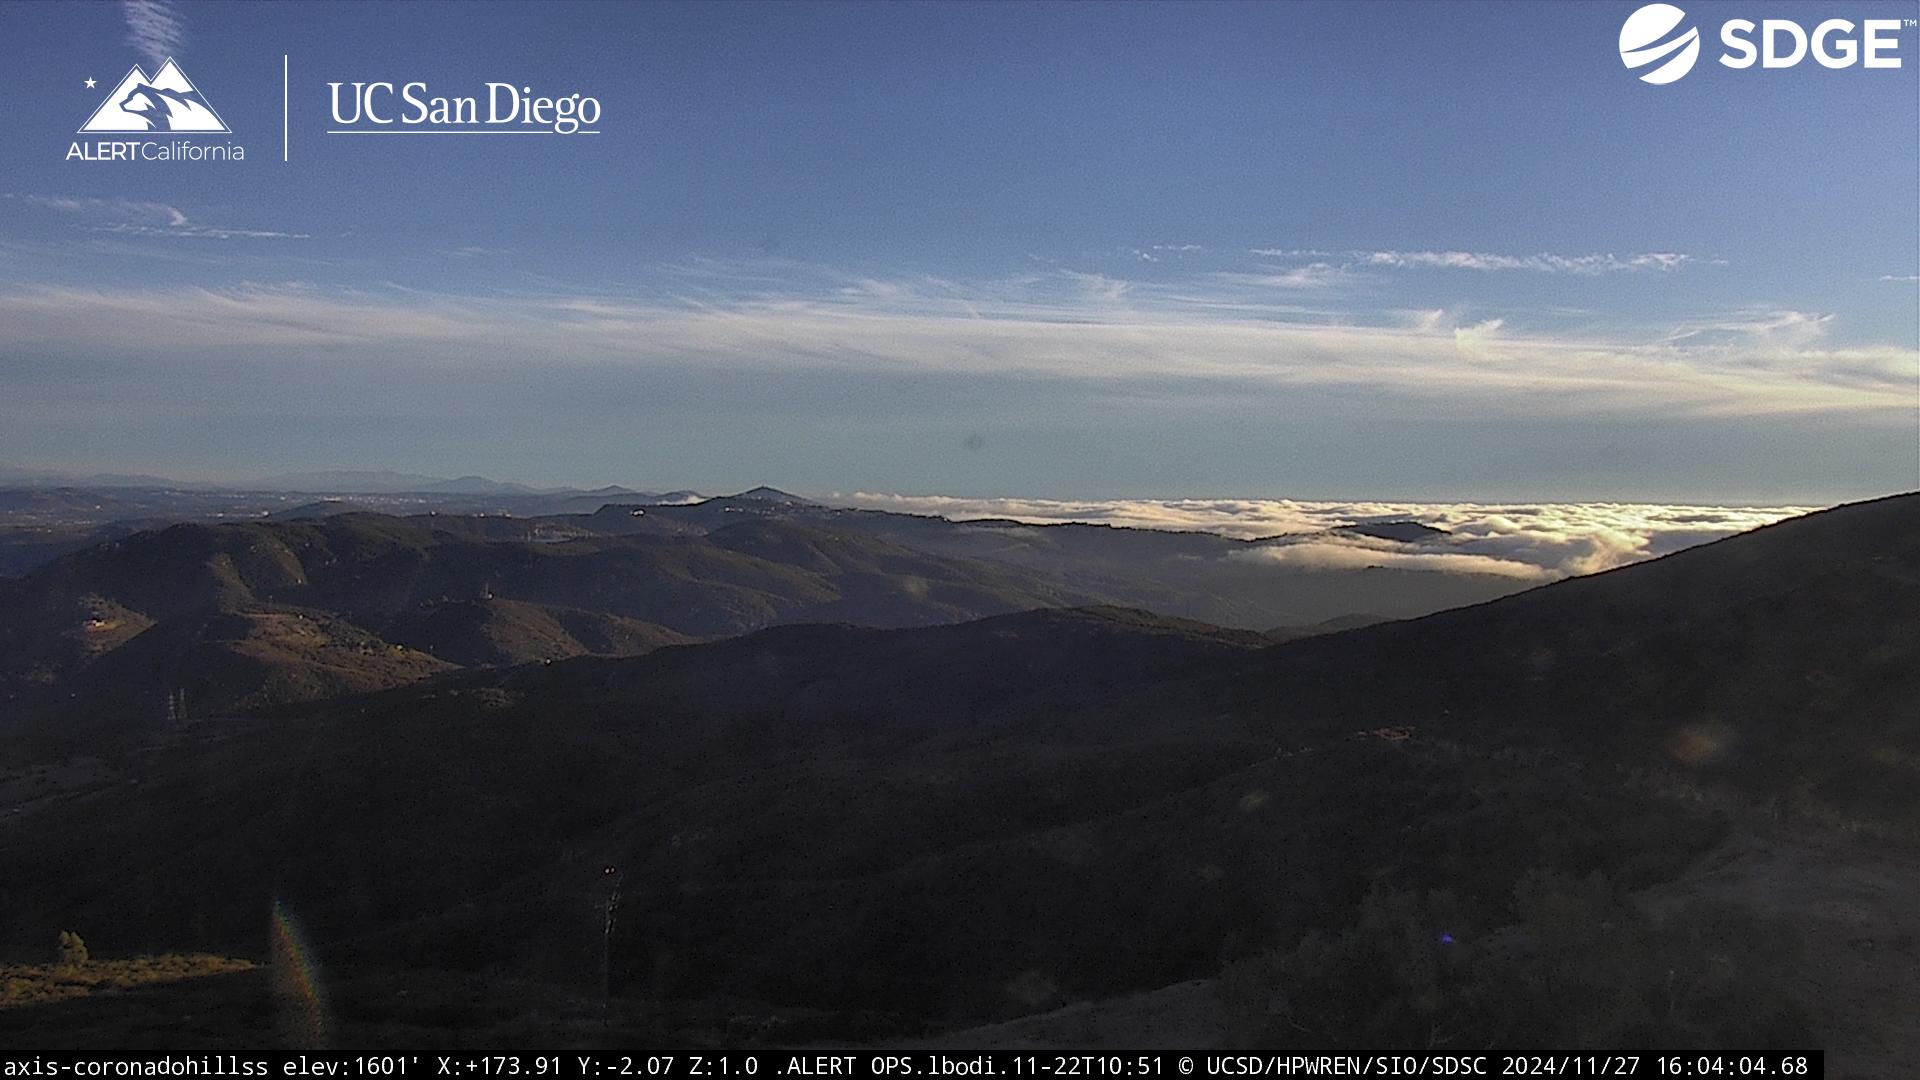 ALERTCalifornia
UC San Diego
SDGE™
axis-coronadohillss elev:1601' X:+173.91 Y:-2.07 Z:1.0 .ALERT OPS.lbodi.11-22T10:51 © UCSD/HPWREN/SIO/SDSC 2024/11/27 16:04:04.68